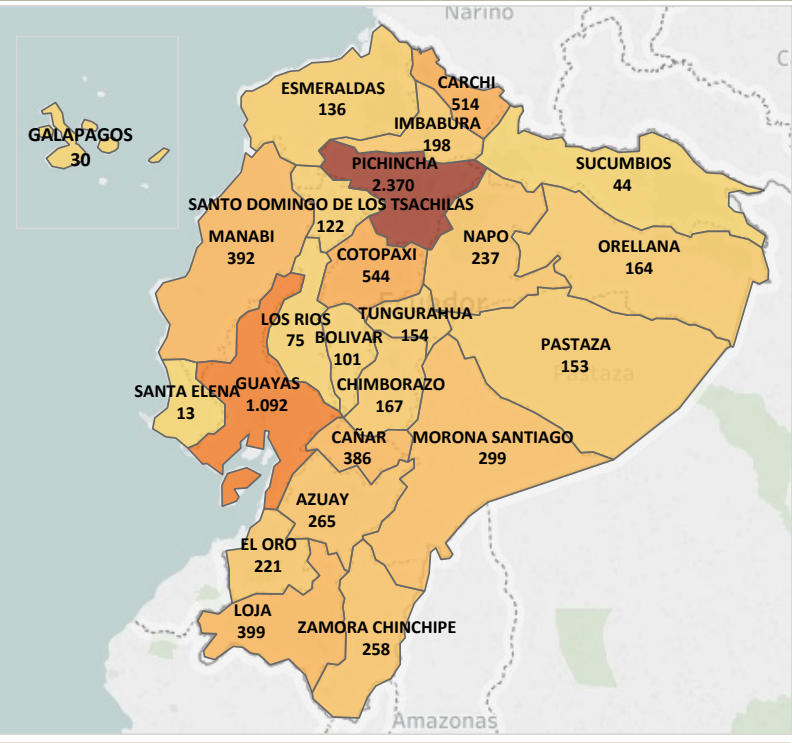 Nariño
ESMERALDAS
136
CARCHI
514
IMBABURA
198
GALAPAGOS
30
PICHINCHA
2.370
SUCUMBIOS
44
SANTO DOMINGO DE LOS TSACHILAS
122
MANABI
392
NAPO
237
ORELLANA
164
COTOPAXI
544
Ecuador
TUNGURAHUA
154
LOS RIOS
75
BOLIVAR
101
PASTAZA
153
Pastaza
SANTA ELENA
13
GUAYAS
1.092
CHIMBORAZO
167
CAÑAR
386
MORONA SANTIAGO
299
AZUAY
265
EL ORO
221
LOJA
399
ZAMORA CHINCHIPE
258
Amazonas